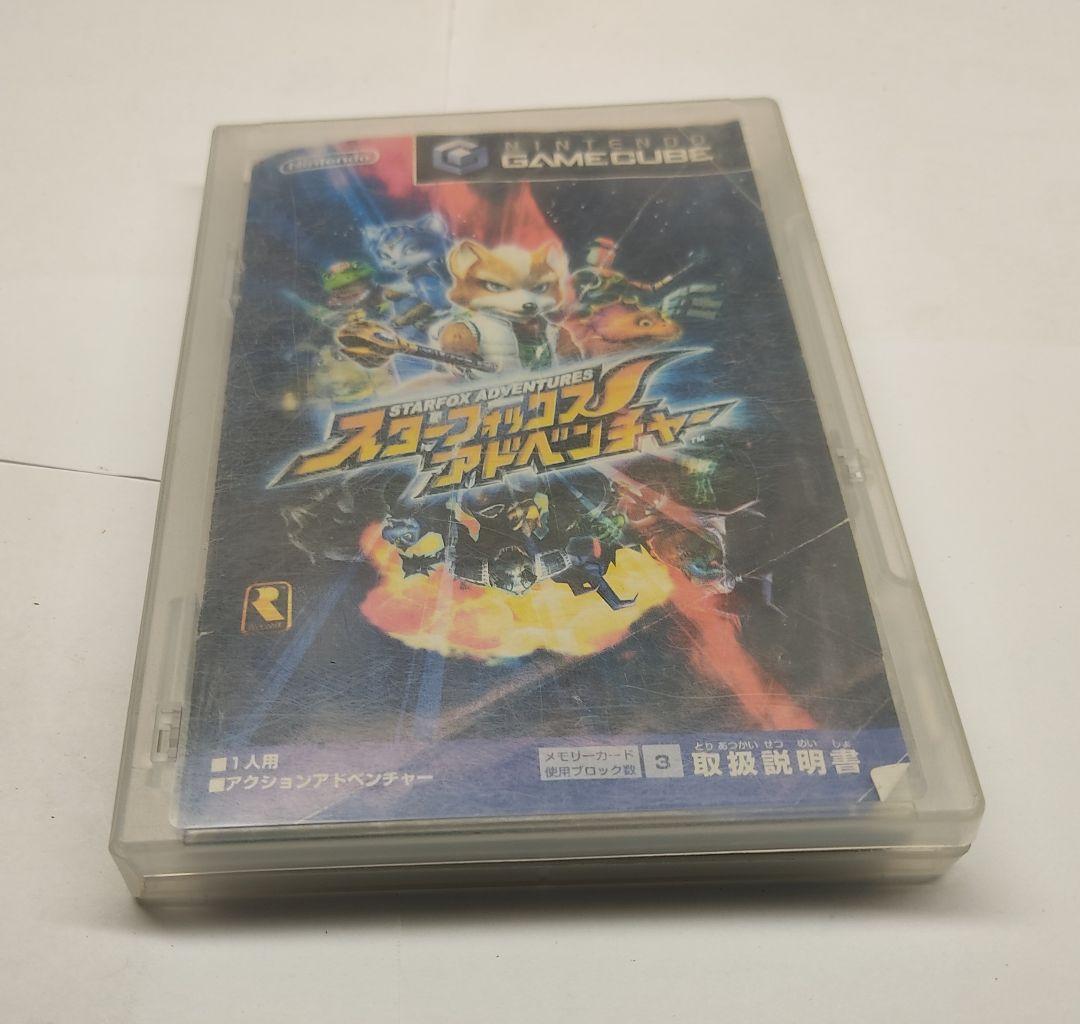 Nintendo
NINTENDO
GAMECUBE
STARFOX ADVENTURES
スターフォックス
アドベンチャー
TM
■1人用
■アクションアドベンチャー
メモリーカード
使用ブロック数
3
とり あつかい せつ めい しょ
取扱説明書